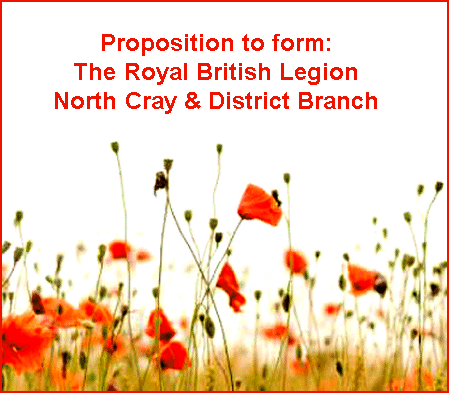 Proposition to form:
The Royal British Legion
North Cray & District Branch